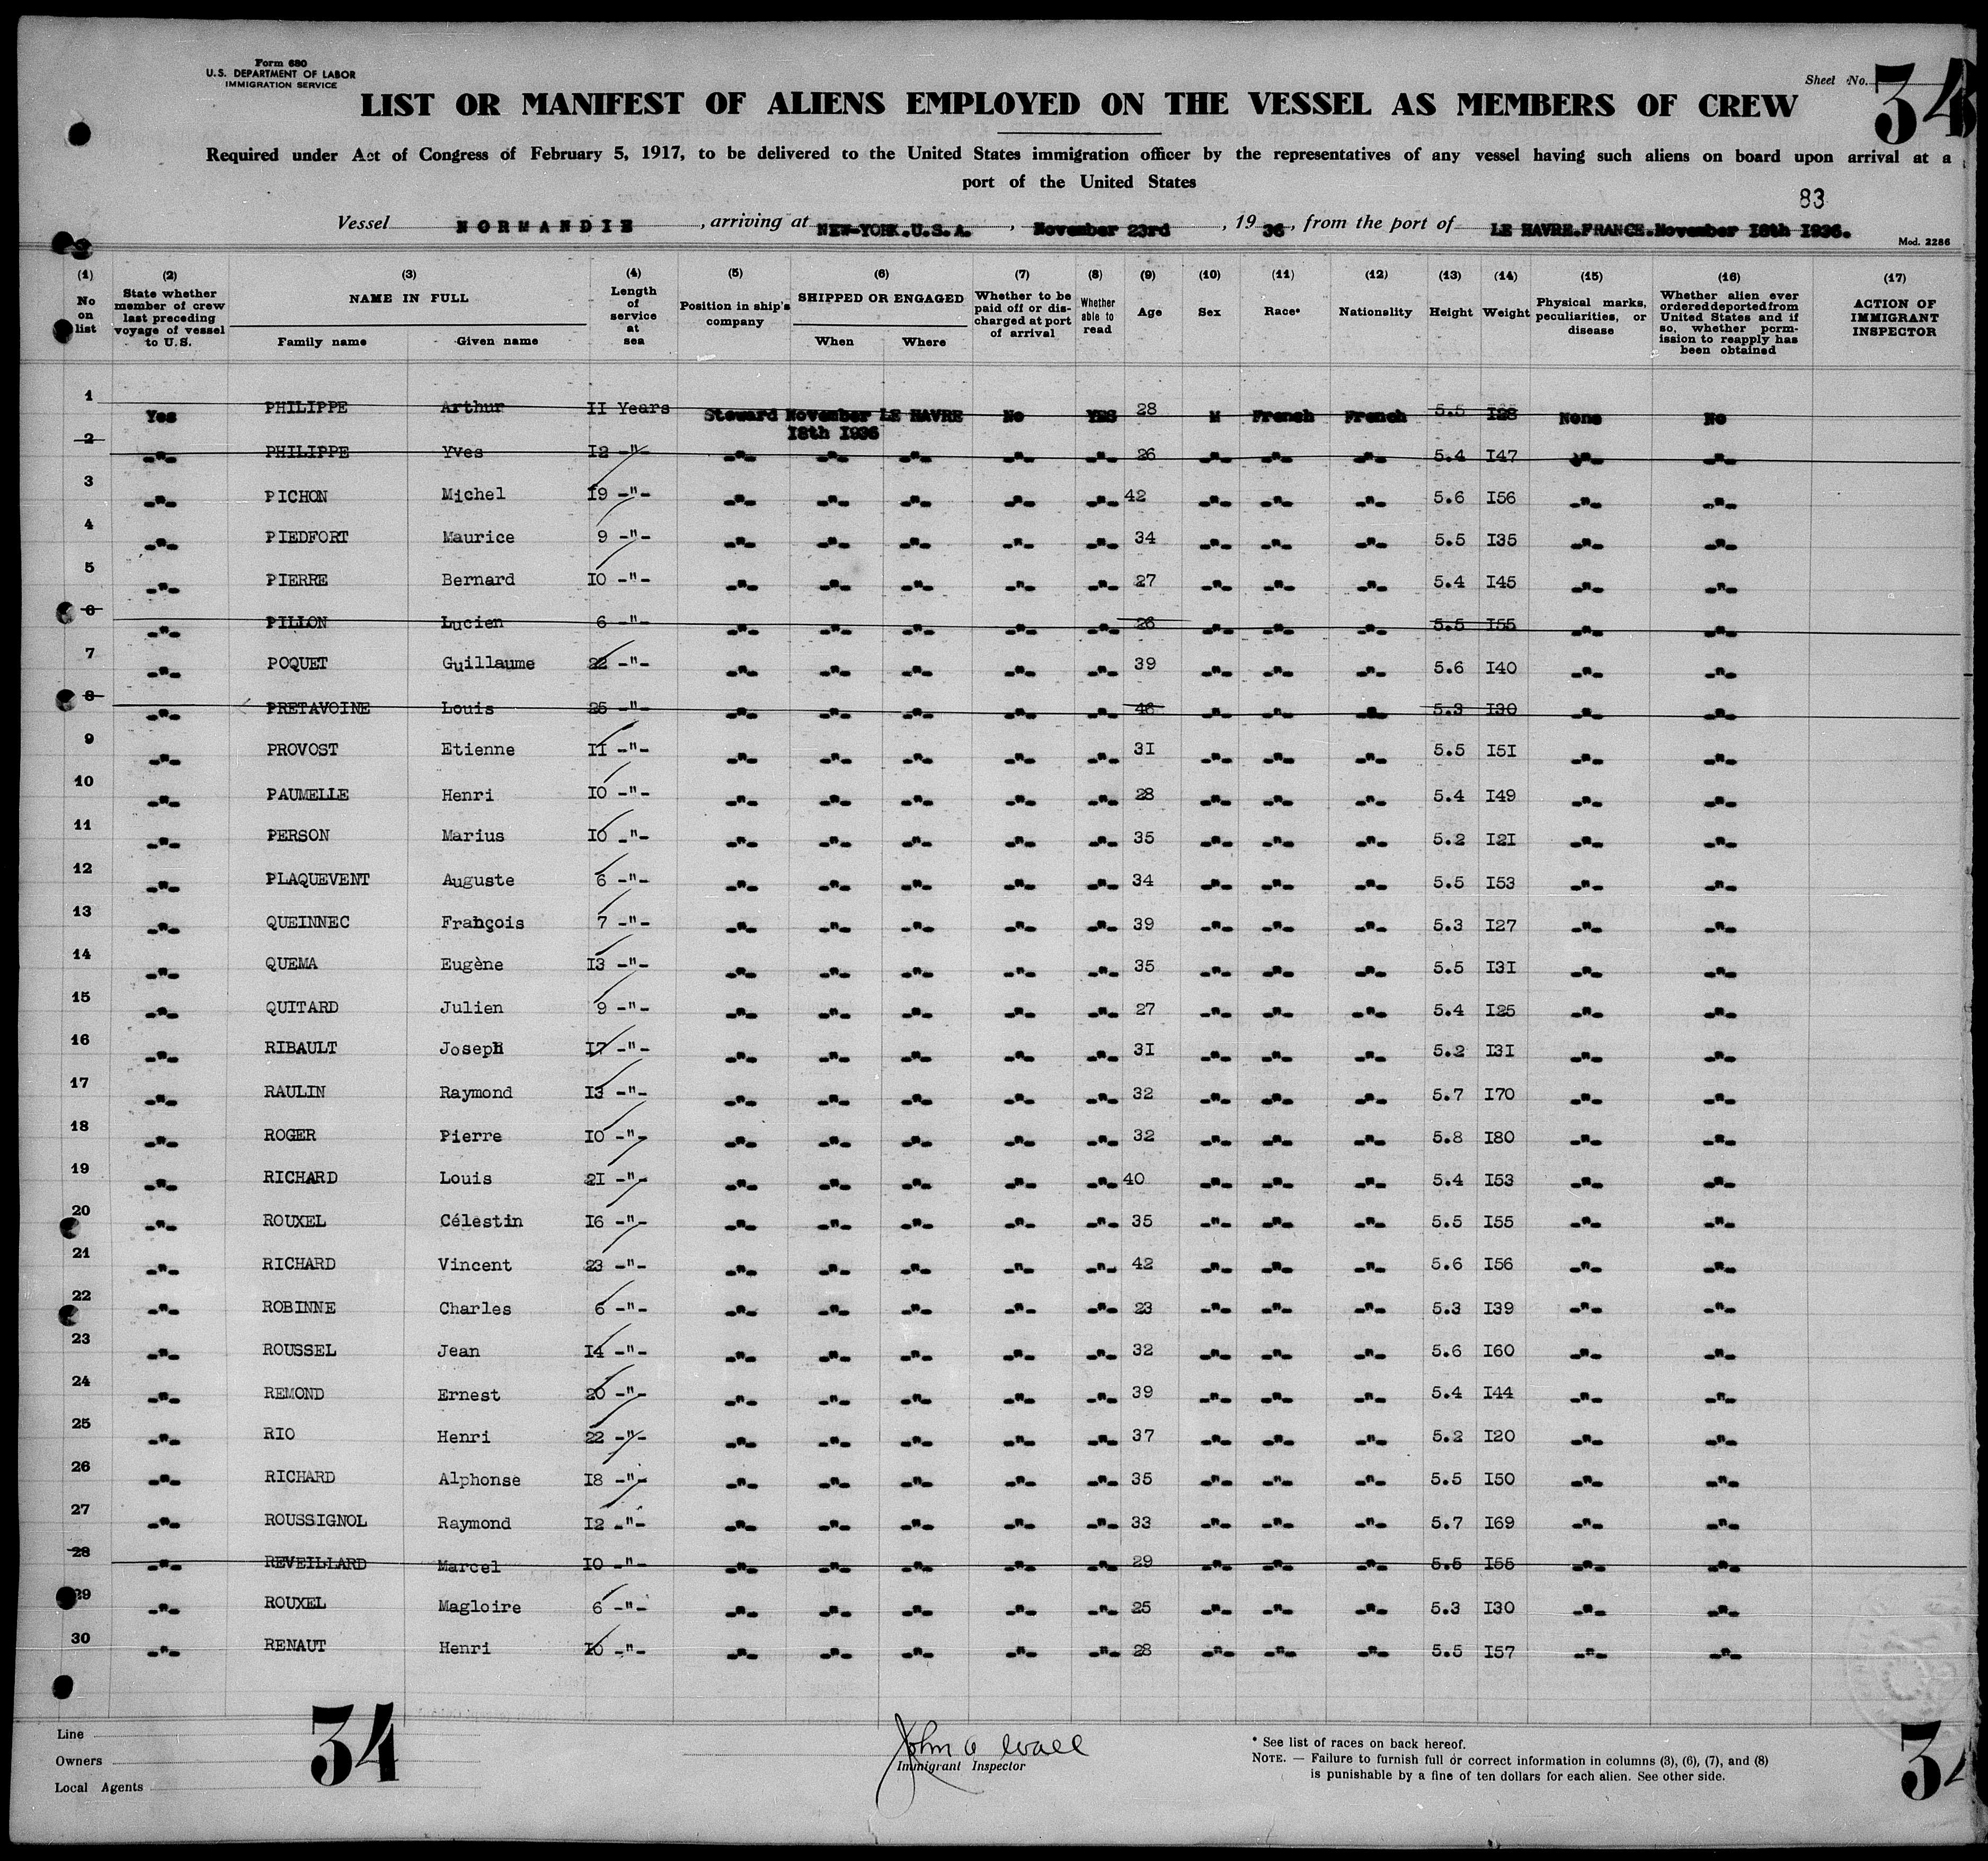 Form 680
U.S. DEPARTMENT OF LABOR
IMMIGRATION SERVICE
Sheet No. 34
LIST OR MANIFEST OF ALIENS EMPLOYED ON THE VESSEL AS MEMBERS OF CREW
Required under Act of Congress of February 5, 1917, to be delivered to the United States immigration officer by the representatives of any vessel having such aliens on board upon arrival at a
port of the United States
83
Vessel NORMANDIE, arriving at NEW-YORK.U.S.A., November 23rd, 1936, from the port of LE HAVRE.FRANCE.November I8th I936.
Mod. 2286
(1) (2) (3) (4) (5) (6) (7) (8) (9) (10) (11) (12) (13) (14) (15) (16) (17)
No on list
State whether member of crew last preceding voyage of vessel to U.S.
NAME IN FULL
Family name Given name
Length of service at sea
Position in ship's company
SHIPPED OR ENGAGED
When Where
Whether to be paid off or discharged at port of arrival
Whether able to read
Age Sex Race* Nationality Height Weight
Physical marks, peculiarities, or disease
Whether alien ever ordered deported from United States and if so, whether permission to reapply has been obtained
ACTION OF IMMIGRANT INSPECTOR
1 Yes PHILIPPE Arthur II Years Steward November I8th I936 LE HAVRE No YES 28 M French French 5.5 I28 None No
2 -"- PHILIPPE Yves I2 -"- -"- -"- -"- -"- -"- 26 -"- -"- -"- 5.4 I47 -"- -"-
3 -"- PICHON Michel I9 -"- -"- -"- -"- -"- -"- 42 -"- -"- -"- 5.6 I56 -"- -"-
4 -"- PIEDFORT Maurice 9 -"- -"- -"- -"- -"- -"- 34 -"- -"- -"- 5.5 I35 -"- -"-
5 -"- PIERRE Bernard I0 -"- -"- -"- -"- -"- -"- 27 -"- -"- -"- 5.4 I45 -"- -"-
6 -"- PILLON Lucien 6 -"- -"- -"- -"- -"- -"- 26 -"- -"- -"- 5.5 I55 -"- -"-
7 -"- POQUET Guillaume 22 -"- -"- -"- -"- -"- -"- 39 -"- -"- -"- 5.6 I40 -"- -"-
8 -"- PRETAVOINE Louis 25 -"- -"- -"- -"- -"- -"- 46 -"- -"- -"- 5.3 I30 -"- -"-
9 -"- PROVOST Etienne II -"- -"- -"- -"- -"- -"- 3I -"- -"- -"- 5.5 I5I -"- -"-
10 -"- PAUMELLE Henri I0 -"- -"- -"- -"- -"- -"- 28 -"- -"- -"- 5.4 I49 -"- -"-
11 -"- PERSON Marius I0 -"- -"- -"- -"- -"- -"- 35 -"- -"- -"- 5.2 I2I -"- -"-
12 -"- PLAQUEVENT Auguste 6 -"- -"- -"- -"- -"- -"- 34 -"- -"- -"- 5.5 I53 -"- -"-
13 -"- QUEINNEC François 7 -"- -"- -"- -"- -"- -"- 39 -"- -"- -"- 5.3 I27 -"- -"-
14 -"- QUEMA Eugène I3 -"- -"- -"- -"- -"- -"- 35 -"- -"- -"- 5.5 I3I -"- -"-
15 -"- QUITARD Julien 9 -"- -"- -"- -"- -"- -"- 27 -"- -"- -"- 5.4 I25 -"- -"-
16 -"- RIBAULT Joseph I7 -"- -"- -"- -"- -"- -"- 3I -"- -"- -"- 5.2 I3I -"- -"-
17 -"- RAULIN Raymond I3 -"- -"- -"- -"- -"- -"- 32 -"- -"- -"- 5.7 I70 -"- -"-
18 -"- ROGER Pierre I0 -"- -"- -"- -"- -"- -"- 32 -"- -"- -"- 5.8 I80 -"- -"-
19 -"- RICHARD Louis 2I -"- -"- -"- -"- -"- -"- 40 -"- -"- -"- 5.4 I53 -"- -"-
20 -"- ROUXEL Célestin I6 -"- -"- -"- -"- -"- -"- 35 -"- -"- -"- 5.5 I55 -"- -"-
21 -"- RICHARD Vincent 23 -"- -"- -"- -"- -"- -"- 42 -"- -"- -"- 5.6 I56 -"- -"-
22 -"- ROBINNE Charles 6 -"- -"- -"- -"- -"- -"- 23 -"- -"- -"- 5.3 I39 -"- -"-
23 -"- ROUSSEL Jean I4 -"- -"- -"- -"- -"- -"- 32 -"- -"- -"- 5.6 I60 -"- -"-
24 -"- REMOND Ernest 20 -"- -"- -"- -"- -"- -"- 39 -"- -"- -"- 5.4 I44 -"- -"-
25 -"- RIO Henri 22 -"- -"- -"- -"- -"- -"- 37 -"- -"- -"- 5.2 I20 -"- -"-
26 -"- RICHARD Alphonse I8 -"- -"- -"- -"- -"- -"- 35 -"- -"- -"- 5.5 I50 -"- -"-
27 -"- ROUSSIGNOL Raymond I2 -"- -"- -"- -"- -"- -"- 33 -"- -"- -"- 5.7 I69 -"- -"-
28 -"- REVEILLARD Marcel I0 -"- -"- -"- -"- -"- -"- 29 -"- -"- -"- 5.5 I55 -"- -"-
29 -"- ROUXEL Magloire 6 -"- -"- -"- -"- -"- -"- 25 -"- -"- -"- 5.3 I30 -"- -"-
30 -"- RENAUT Henri I0 -"- -"- -"- -"- -"- -"- 28 -"- -"- -"- 5.5 I57 -"- -"-
Line
Owners
Local Agents
34
John A Wall
Immigrant Inspector
* See list of races on back hereof.
NOTE. — Failure to furnish full or correct information in columns (3), (6), (7), and (8)
is punishable by a fine of ten dollars for each alien. See other side.
34